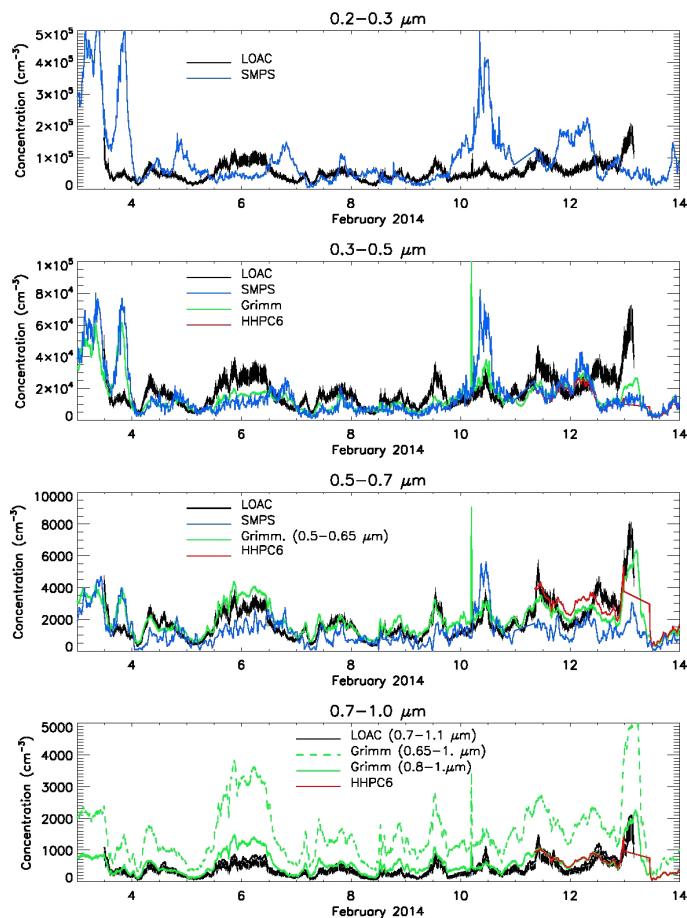 0.2−0.3 μm
5×10⁵
4×10⁵
3×10⁵
2×10⁵
1×10⁵
0
Concentration (cm⁻³)
LOAC
SMPS
4 6 8 10 12 14
February 2014
0.3−0.5 μm
1×10⁵
8×10⁴
6×10⁴
4×10⁴
2×10⁴
0
Concentration (cm⁻³)
LOAC
SMPS
Grimm
HHPC6
4 6 8 10 12 14
February 2014
0.5−0.7 μm
10000
8000
6000
4000
2000
0
Concentration (cm⁻³)
LOAC
SMPS
Grimm. (0.5−0.65 μm)
HHPC6
4 6 8 10 12 14
February 2014
0.7−1.0 μm
5000
4000
3000
2000
1000
0
Concentration (cm⁻³)
LOAC (0.7−1.1 μm)
Grimm (0.65−1. μm)
Grimm (0.8−1.μm)
HHPC6
4 6 8 10 12 14
February 2014